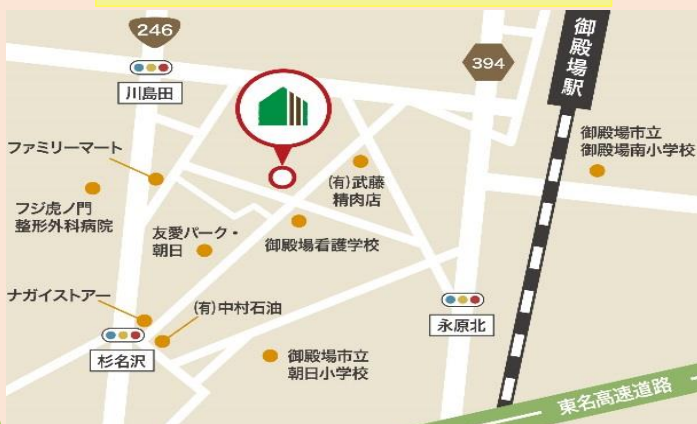 246
394
御殿場駅
川島田
ファミリーマート
フジ虎ノ門
整形外科病院
友愛パーク・
朝日
(有)武藤
精肉店
御殿場看護学校
御殿場市立
御殿場南小学校
ナガイストアー
(有)中村石油
杉名沢
御殿場市立
朝日小学校
永原北
東名高速道路